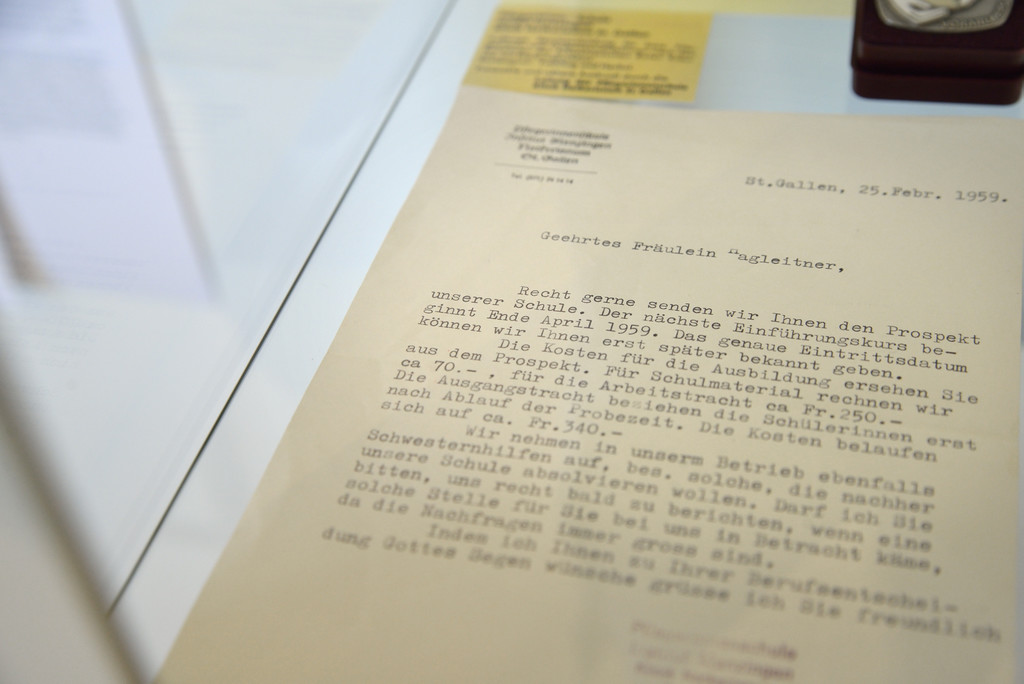 St.Gallen, 25.Febr. 1959.
Geehrtes Fräulein "agleitner,
Recht gerne senden wir Ihnen den Prospekt
unserer Schule. Der nächste Einführungskurs be-
ginnt Ende April 1959. Das genaue Eintrittsdatum
können wir Ihnen erst später bekannt geben.
Die Kosten für die Ausbildung ersehen Sie
aus dem Prospekt. Für Schulmaterial rechnen wir
ca 70.- , für die Arbeitstracht ca Fr.250.-
Die Ausgangstracht beziehen die Schülerinnen erst
nach Ablauf der Probezeit. Die Kosten belaufen
sich auf ca. Fr.340.-
Wir nehmen in unserm Betrieb ebenfalls
Schwesternhilfen auf, bes. solche, die nachher
unsere Schule absolvieren wollen. Darf ich Sie
bitten, uns recht bald zu berichten, wenn eine
solche Stelle für Sie bei uns in Betracht käme,
da die Nachfragen immer gross sind.
Indem ich Ihnen zu Ihrer Berufsentschei-
dung Gottes Segen wünsche grüsse ich Sie freundlich